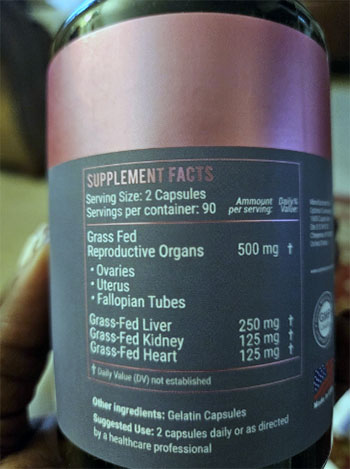 SUPPLEMENT FACTS
Serving Size: 2 Capsules
Servings per container: 90
Ammount per serving: Daily% Value:
Grass Fed
Reproductive Organs 500 mg †
• Ovaries
• Uterus
• Fallopian Tubes
Grass-Fed Liver 250 mg †
Grass-Fed Kidney 125 mg †
Grass-Fed Heart 125 mg †
† Daily Value (DV) not established
Other ingredients: Gelatin Capsules
Suggested Use: 2 capsules daily or as directed
by a healthcare professional